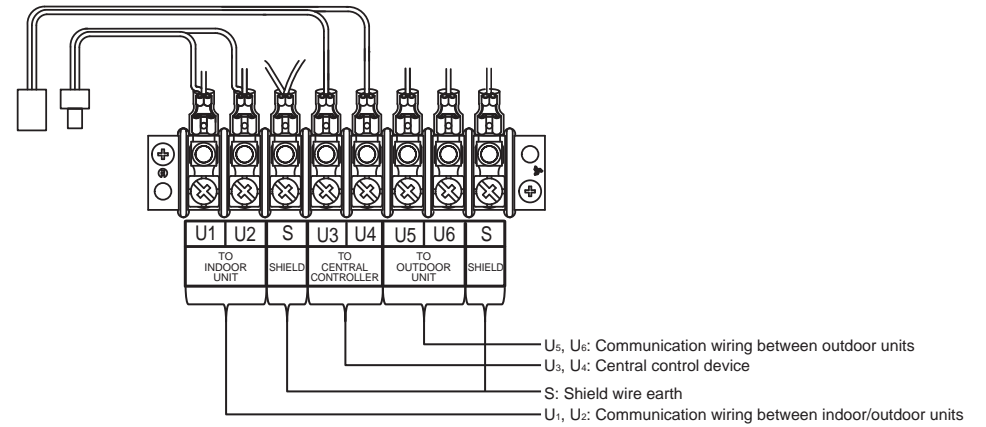 U1 U2 S U3 U4 U5 U6 S
TO INDOOR UNIT
SHIELD
TO CENTRAL CONTROLLER
TO OUTDOOR UNIT
SHIELD
U₅, U₆: Communication wiring between outdoor units
U₃, U₄: Central control device
S: Shield wire earth
U₁, U₂: Communication wiring between indoor/outdoor units